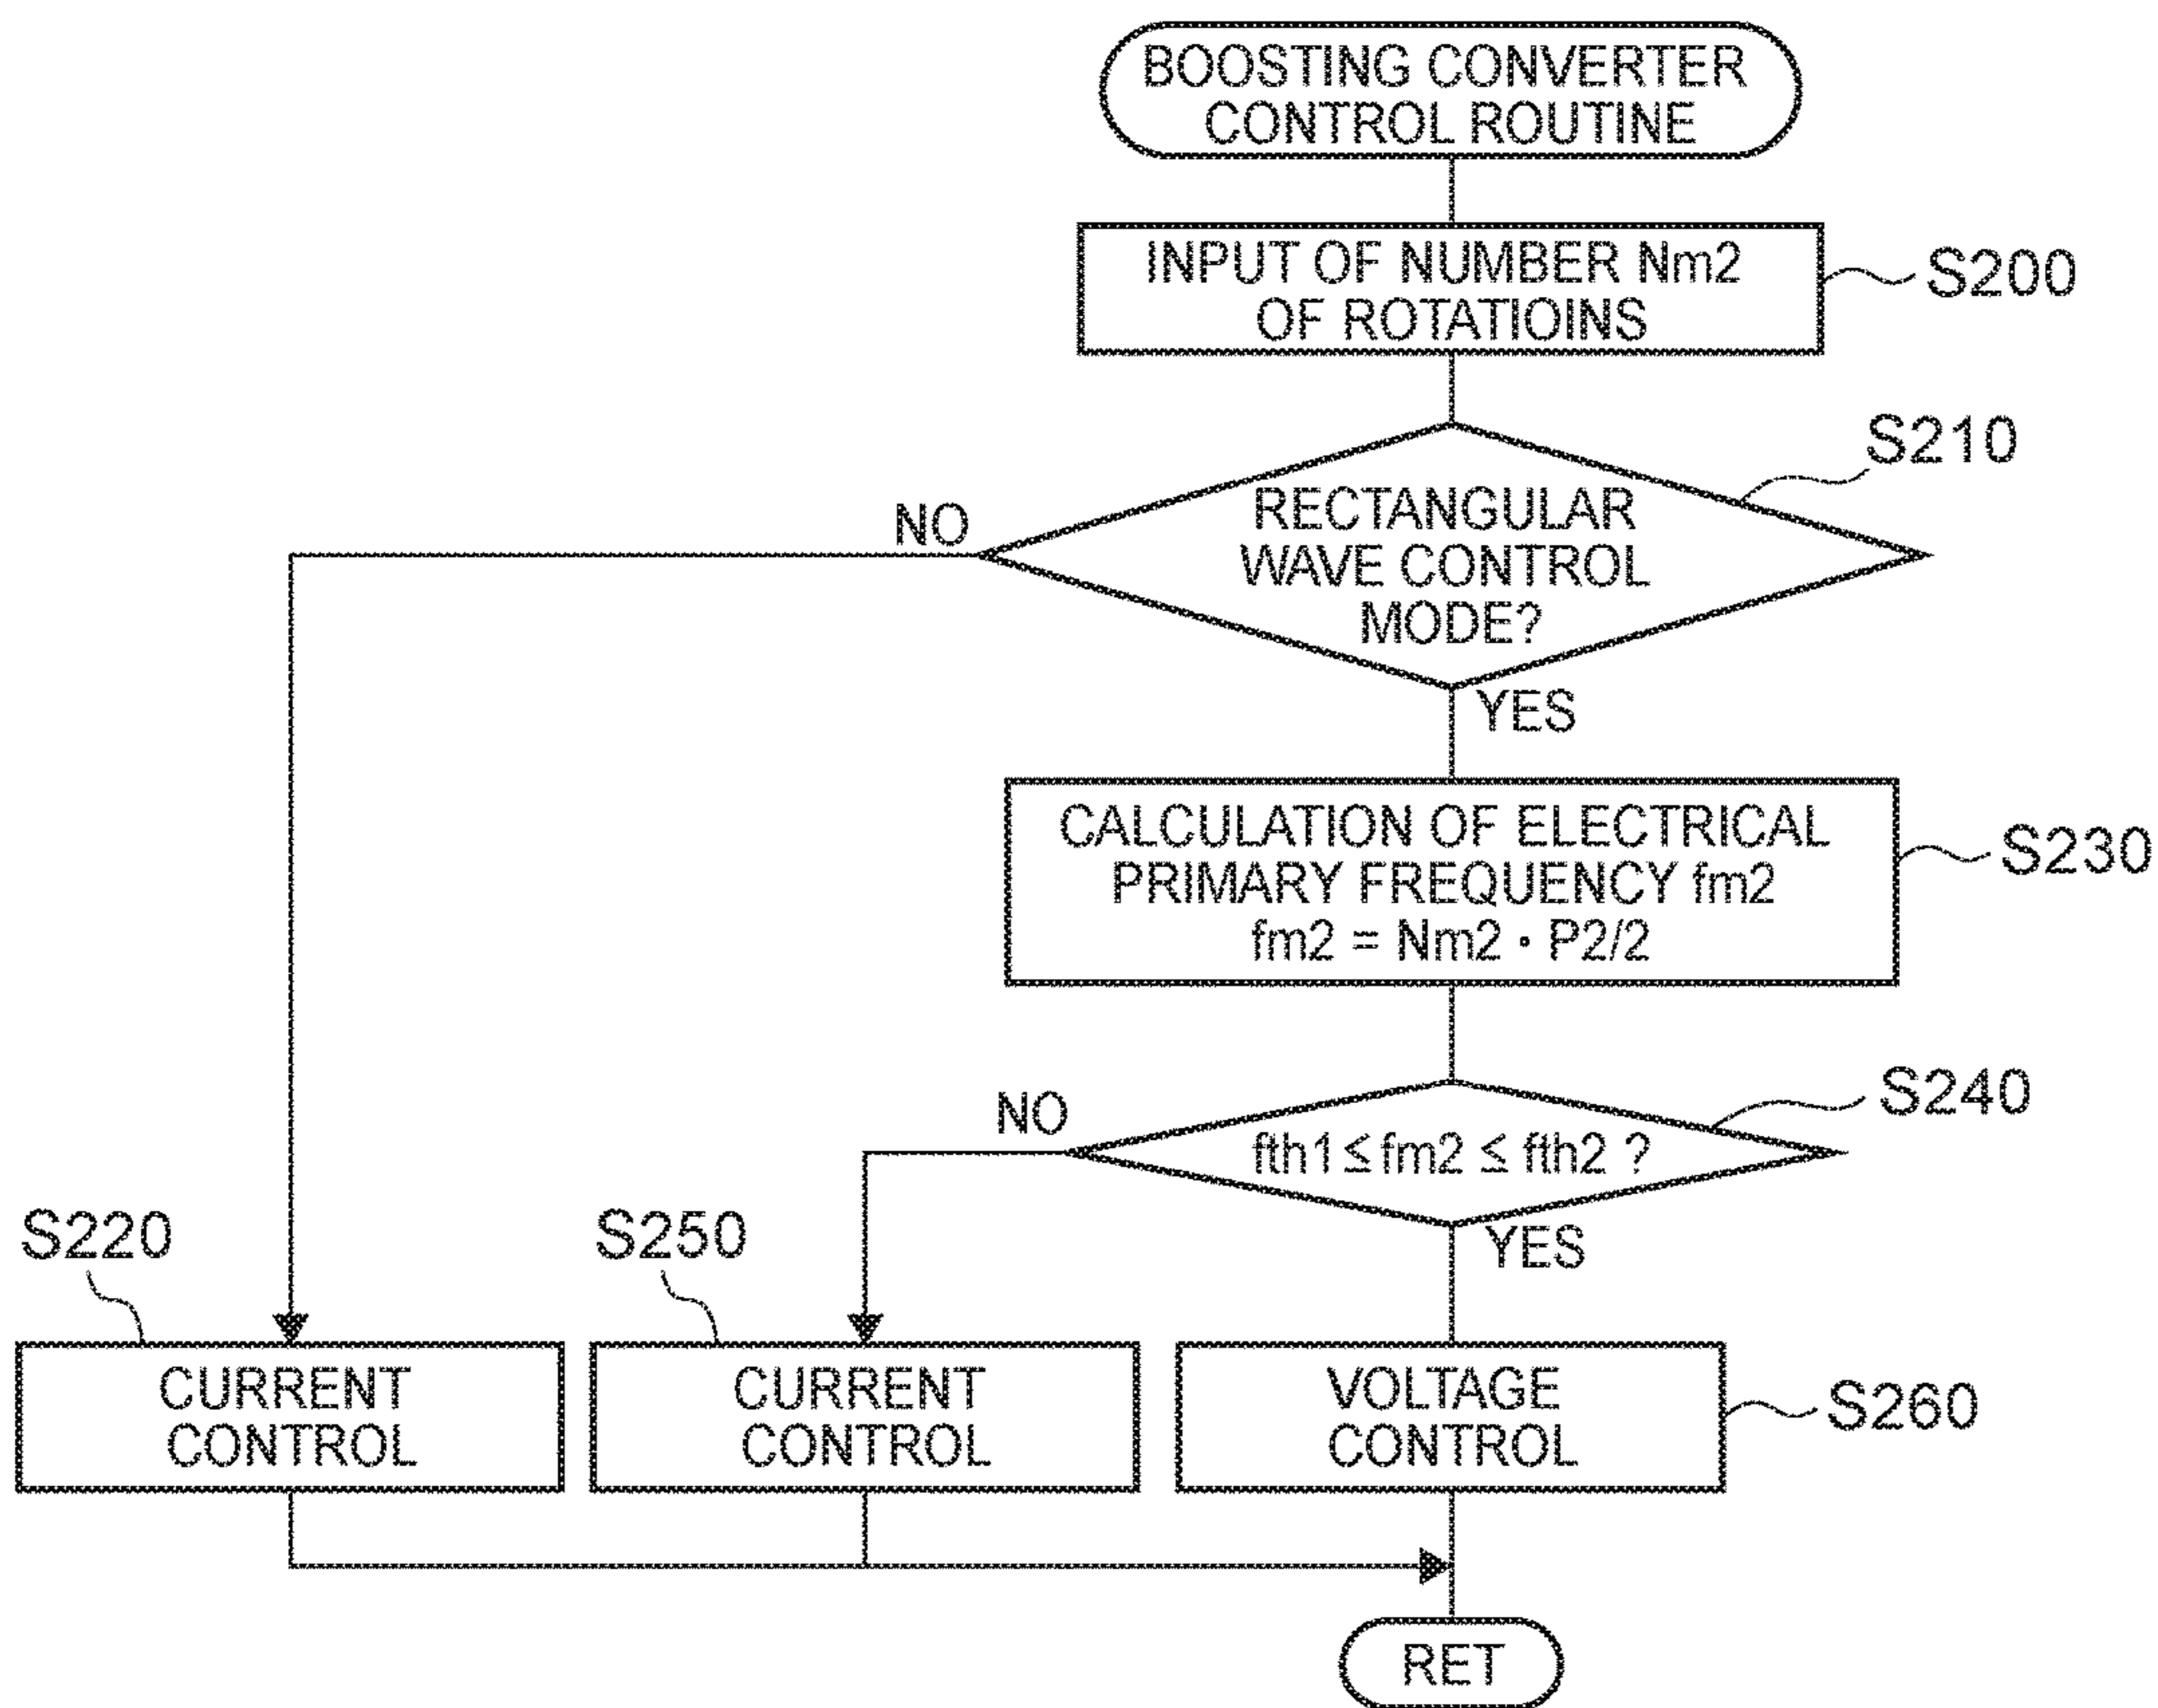 BOOSTING CONVERTER
CONTROL ROUTINE
INPUT OF NUMBER Nm2
OF ROTATIOINS
S200
S210
RECTANGULAR
WAVE CONTROL
MODE?
NO
YES
CALCULATION OF ELECTRICAL
PRIMARY FREQUENCY fm2
fm2 = Nm2 · P2/2
S230
S240
NO
fth1 ≤ fm2 ≤ fth2 ?
YES
S220
S250
CURRENT
CONTROL
CURRENT
CONTROL
VOLTAGE
CONTROL
S260
RET